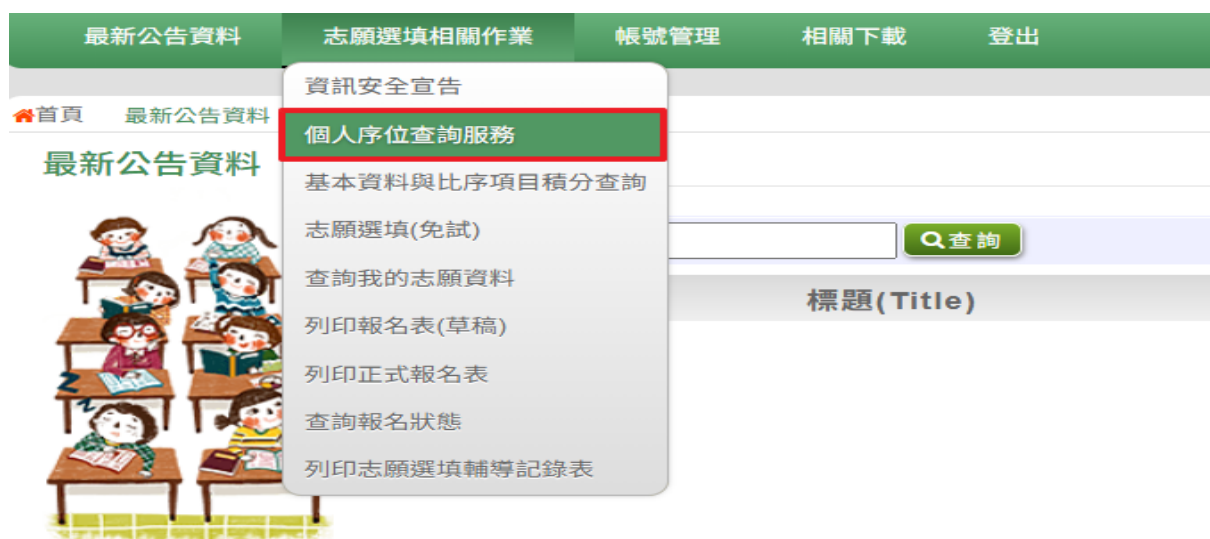 最新公告資料 志願選填相關作業 帳號管理 相關下載 登出
資訊安全宣告
首頁 最新公告資料
個人序位查詢服務
最新公告資料
基本資料與比序項目積分查詢
志願選填(免試)
查詢
查詢我的志願資料
標題(Title)
列印報名表(草稿)
列印正式報名表
查詢報名狀態
列印志願選填輔導記錄表